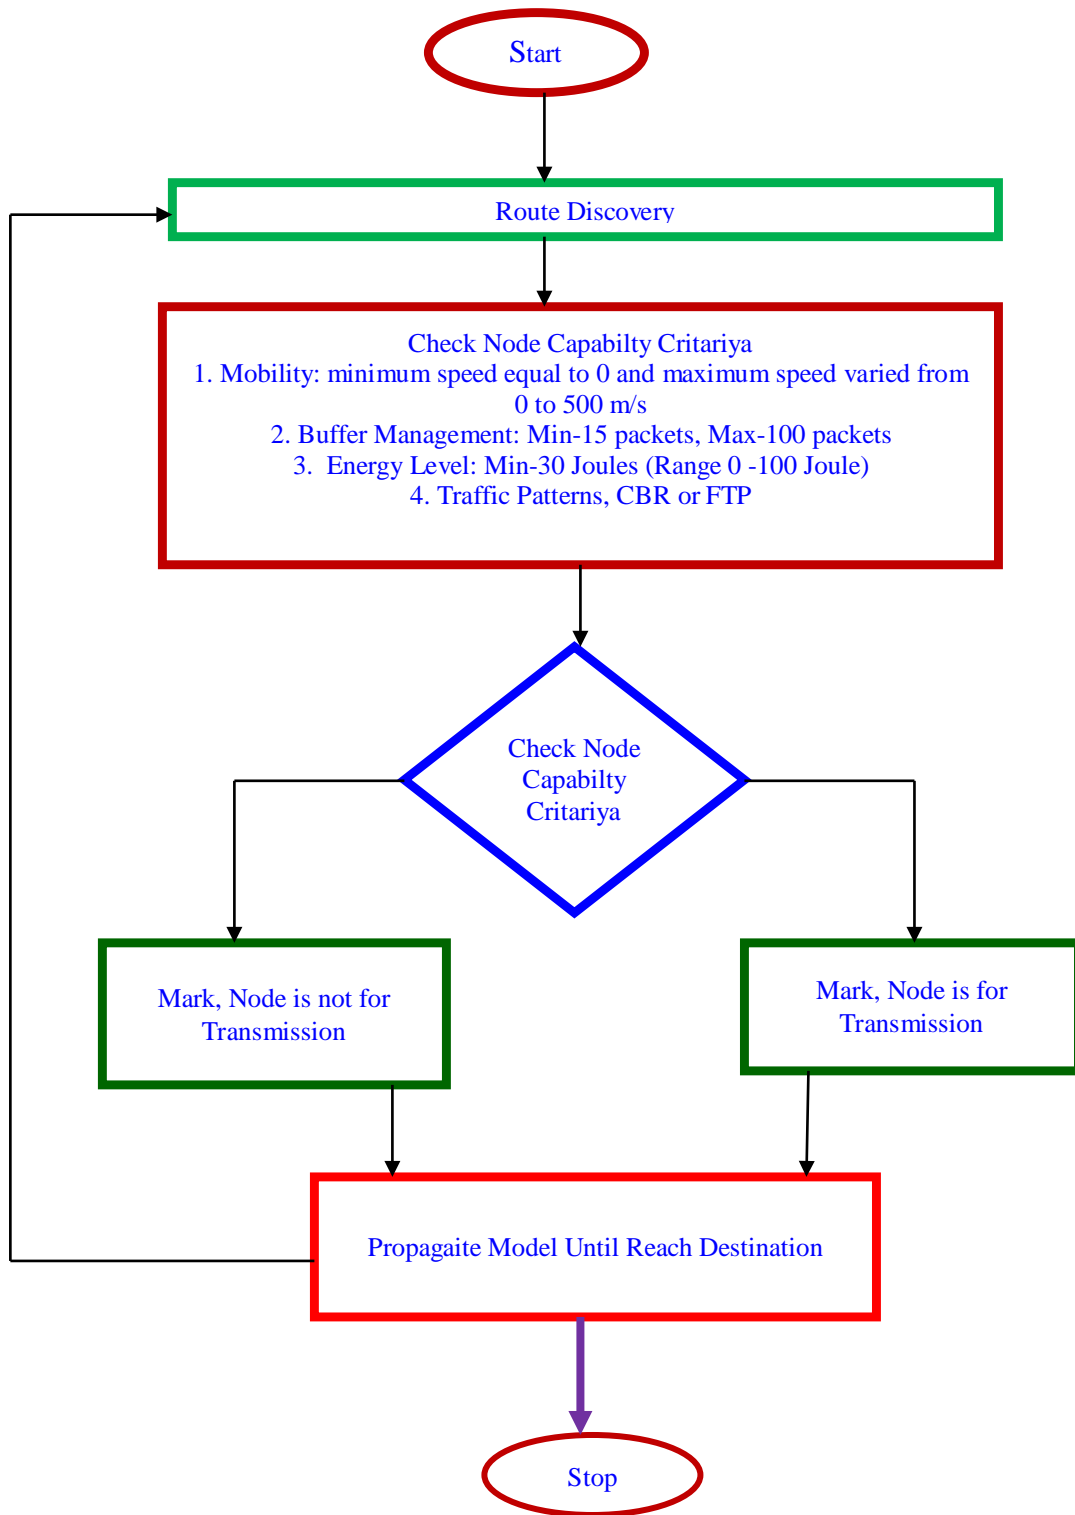 Start
Route Discovery
Check Node Capabilty Critariya
1. Mobility: minimum speed equal to 0 and maximum speed varied from
0 to 500 m/s
2. Buffer Management: Min-15 packets, Max-100 packets
3. Energy Level: Min-30 Joules (Range 0 -100 Joule)
4. Traffic Patterns, CBR or FTP
Check Node
Capabilty
Critariya
Mark, Node is not for
Transmission
Mark, Node is for
Transmission
Propagaite Model Until Reach Destination
Stop